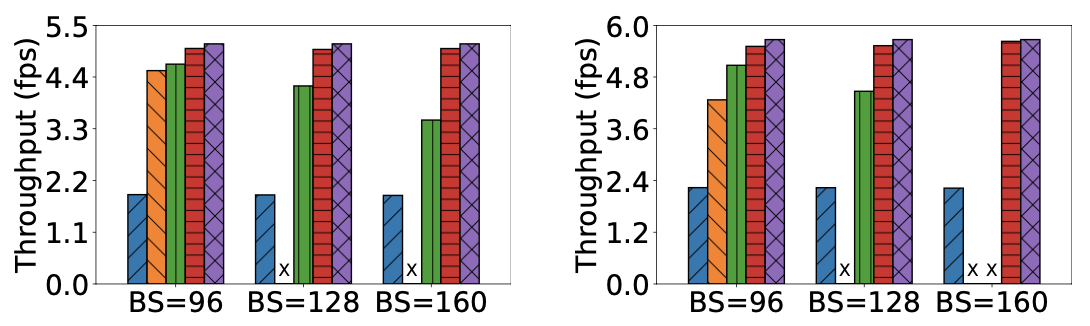 Throughput (fps)
5.5
4.4
3.3
2.2
1.1
0.0
x
x
BS=96 BS=128 BS=160
Throughput (fps)
6.0
4.8
3.6
2.4
1.2
0.0
x
x x
BS=96 BS=128 BS=160